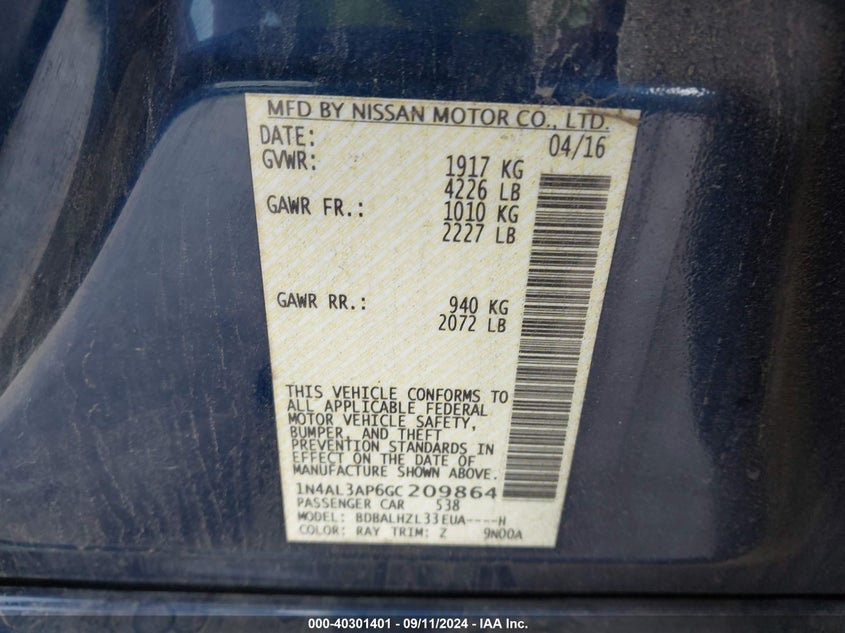 MFD BY NISSAN MOTOR CO., LTD.
DATE: 04/16
GVWR: 1917 KG
4226 LB
GAWR FR.: 1010 KG
2227 LB
GAWR RR.: 940 KG
2072 LB
THIS VEHICLE CONFORMS TO
ALL APPLICABLE FEDERAL
MOTOR VEHICLE SAFETY,
BUMPER, AND THEFT
PREVENTION STANDARDS IN
EFFECT ON THE DATE OF
MANUFACTURE SHOWN ABOVE.
1N4AL3AP6GC209864
PASSENGER CAR 538
MODEL: BDBALHZL33EUA----H
COLOR: RAY TRIM: Z 9N00A
000-40301401 - 09/11/2024 - IAA Inc.